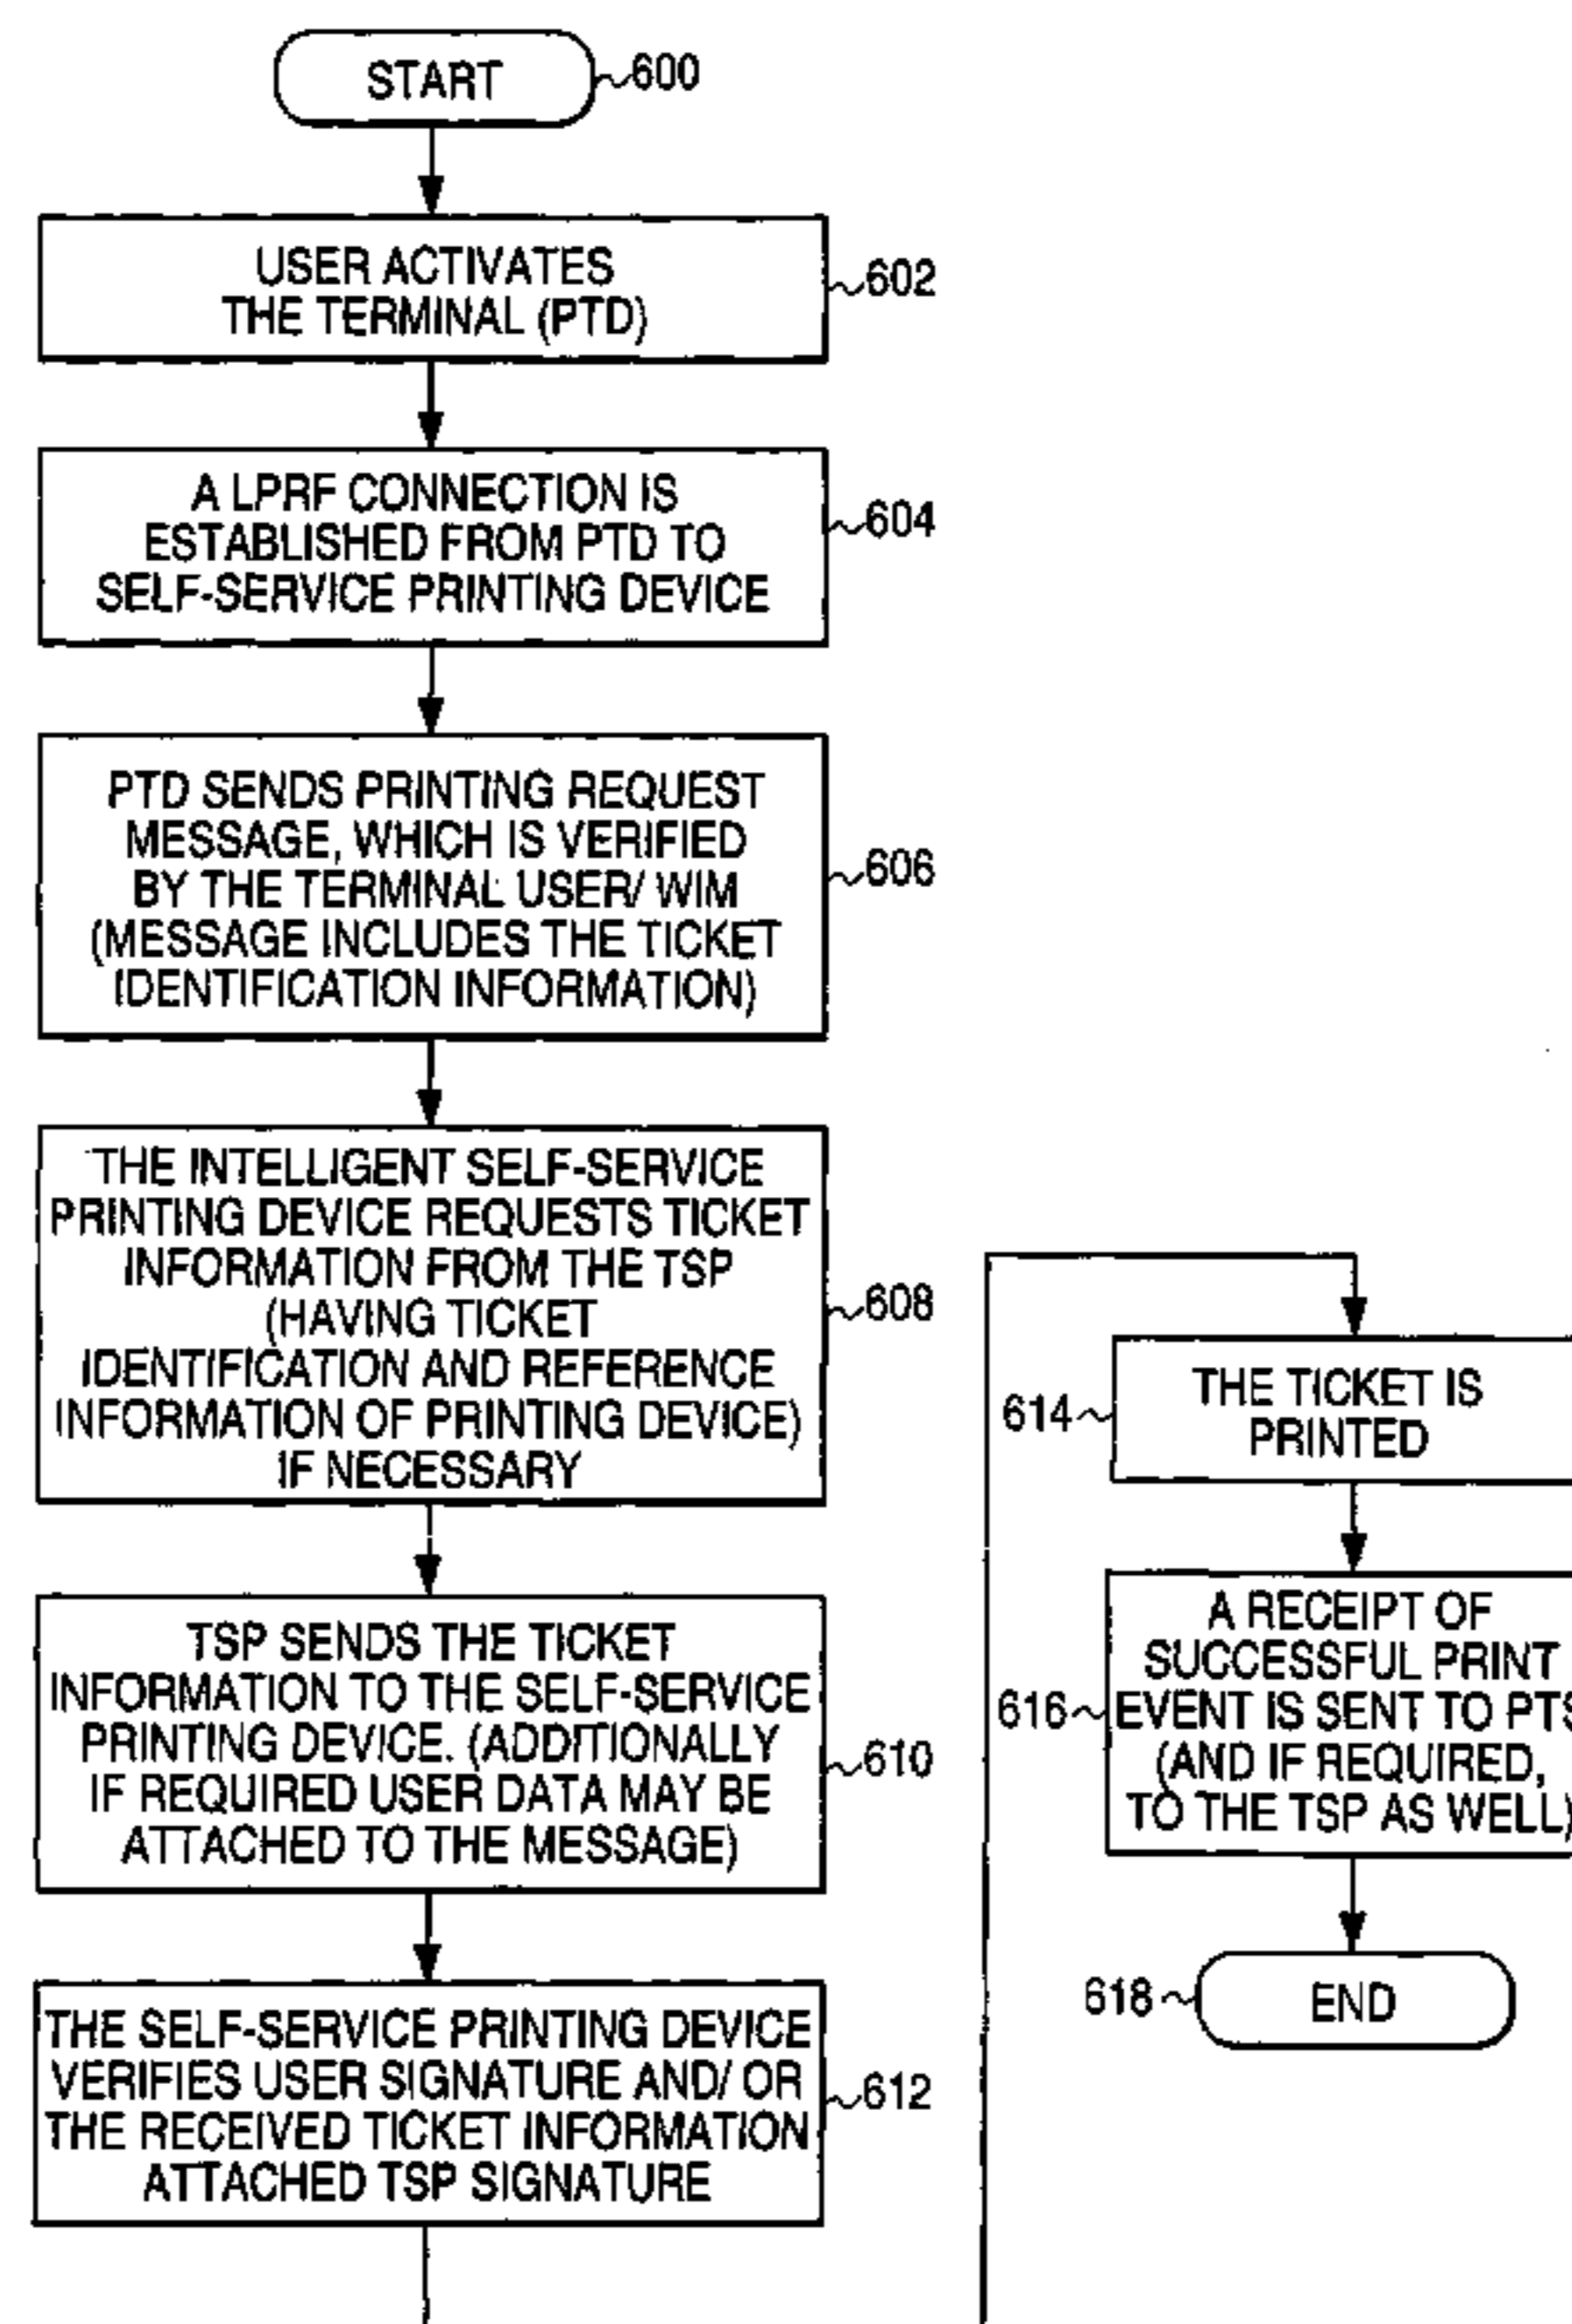 START
600
USER ACTIVATES
THE TERMINAL (PTD)
602
A LPRF CONNECTION IS
ESTABLISHED FROM PTD TO
SELF-SERVICE PRINTING DEVICE
604
PTD SENDS PRINTING REQUEST
MESSAGE, WHICH IS VERIFIED
BY THE TERMINAL USER/ WIM
(MESSAGE INCLUDES THE TICKET
IDENTIFICATION INFORMATION)
606
THE INTELLIGENT SELF-SERVICE
PRINTING DEVICE REQUESTS TICKET
INFORMATION FROM THE TSP
(HAVING TICKET
IDENTIFICATION AND REFERENCE
INFORMATION OF PRINTING DEVICE)
IF NECESSARY
608
TSP SENDS THE TICKET
INFORMATION TO THE SELF-SERVICE
PRINTING DEVICE. (ADDITIONALLY
IF REQUIRED USER DATA MAY BE
ATTACHED TO THE MESSAGE)
610
THE SELF-SERVICE PRINTING DEVICE
VERIFIES USER SIGNATURE AND/ OR
THE RECEIVED TICKET INFORMATION
ATTACHED TSP SIGNATURE
612
614
THE TICKET IS
PRINTED
616
A RECEIPT OF
SUCCESSFUL PRINT
EVENT IS SENT TO PTS
(AND IF REQUIRED,
TO THE TSP AS WELL)
618
END